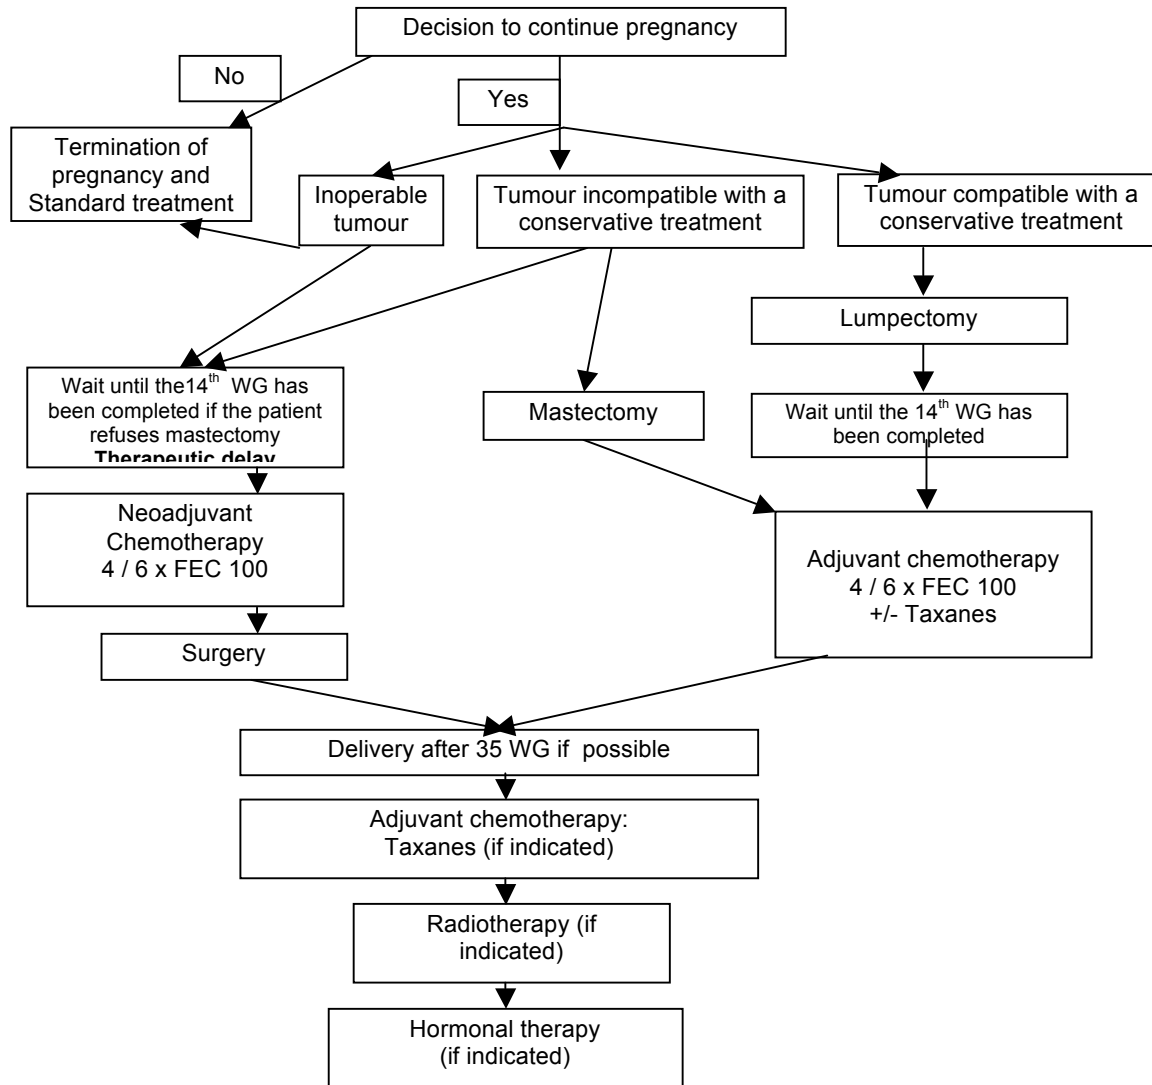 Decision to continue pregnancy
No
Yes
Termination of
pregnancy and
Standard treatment
Inoperable
tumour
Tumour incompatible with a
conservative treatment
Tumour compatible with a
conservative treatment
Lumpectomy
Wait until the14th WG has
been completed if the patient
refuses mastectomy
Therapeutic delay
Mastectomy
Wait until the 14th WG has
been completed
Neoadjuvant
Chemotherapy
4 / 6 x FEC 100
Adjuvant chemotherapy
4 / 6 x FEC 100
+/- Taxanes
Surgery
Delivery after 35 WG if possible
Adjuvant chemotherapy:
Taxanes (if indicated)
Radiotherapy (if
indicated)
Hormonal therapy
(if indicated)